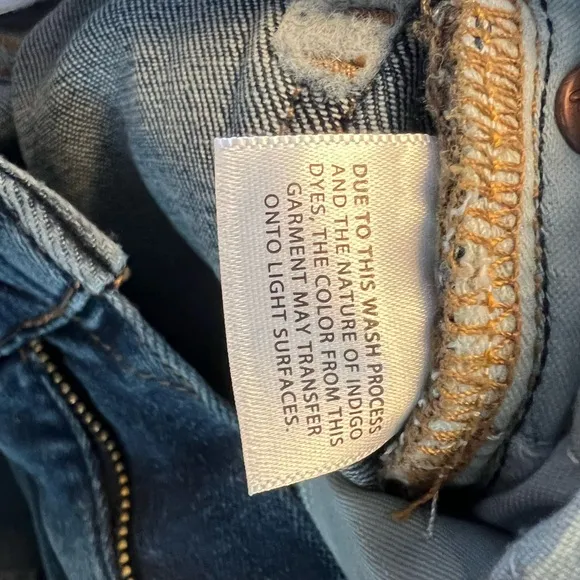 DUE TO THIS WASH PROCESS
AND THE NATURE OF INDIGO
DYES, THE COLOR FROM THIS
GARMENT MAY TRANSFER
ONTO LIGHT SURFACES